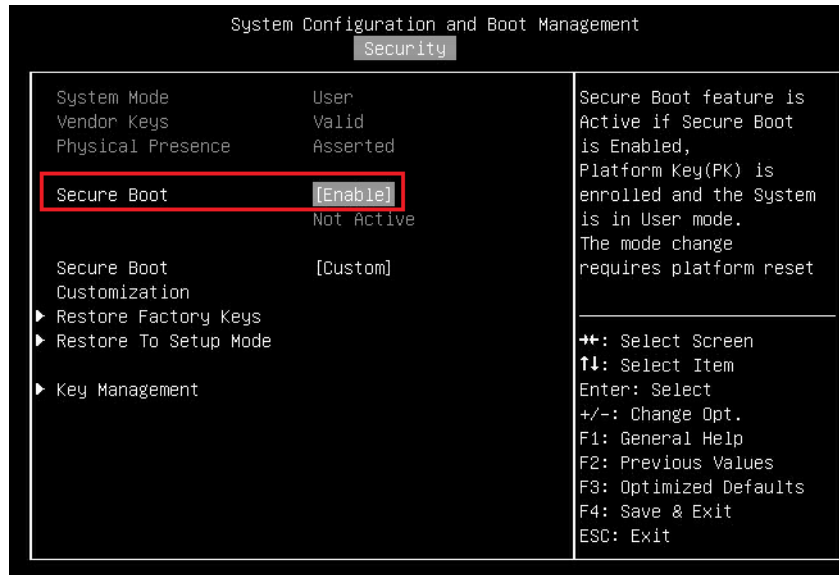 System Configuration and Boot Management
Security
System Mode User
Vendor Keys Valid
Physical Presence Asserted
Secure Boot [Enable]
Not Active
Secure Boot [Custom]
Customization
Restore Factory Keys
Restore To Setup Mode
Key Management
Secure Boot feature is
Active if Secure Boot
is Enabled,
Platform Key(PK) is
enrolled and the System
is in User mode.
The mode change
requires platform reset
→←: Select Screen
↑↓: Select Item
Enter: Select
+/-: Change Opt.
F1: General Help
F2: Previous Values
F3: Optimized Defaults
F4: Save & Exit
ESC: Exit